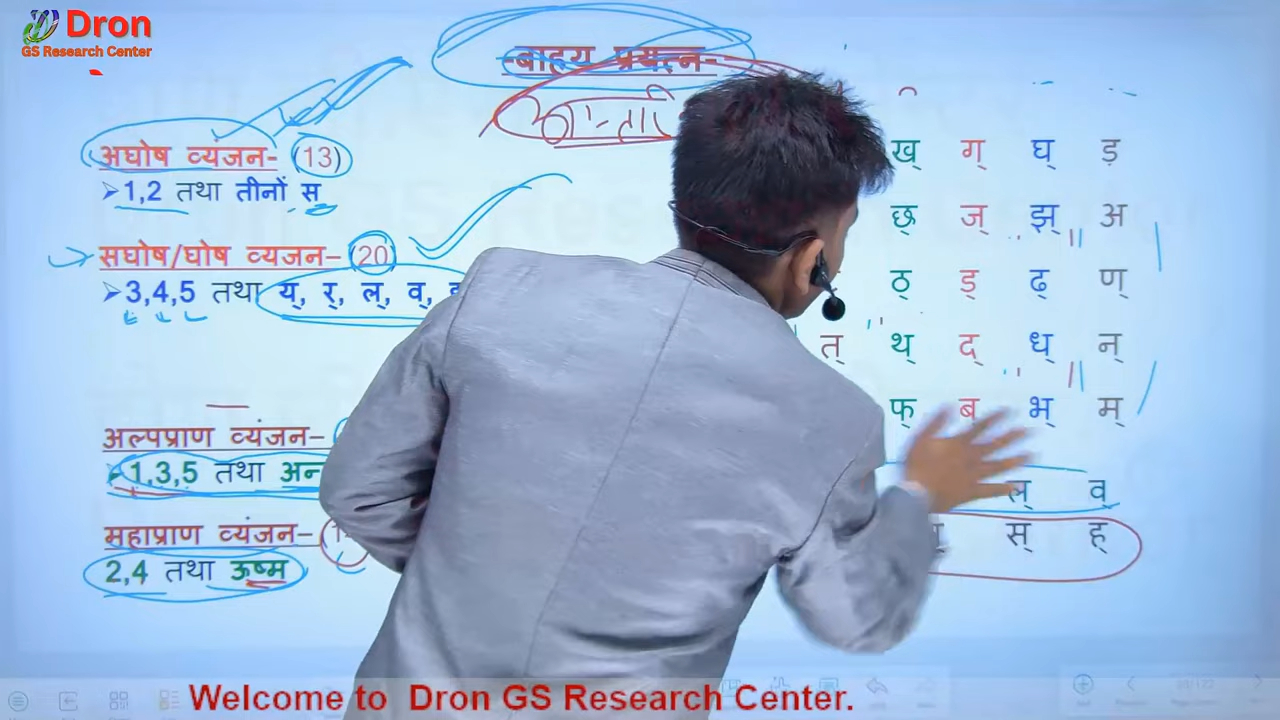 Dron
GS Research Center
-बाहय प्रयत्न-
अघोष व्यंजन- (13)
➢1,2 तथा तीनों स
सघोष/घोष व्यंजन- 20
➢3,4,5 तथा य्, र्, ल्, व्,
अल्पप्राण व्यंजन-
1,3,5 तथा अन
महाप्राण व्यंजन- (1
2,4 तथा ऊष्म
ख् ग् घ् ड़
छ् ज् झ् अ
ठ् ड् ढ् ण्
त् थ् द् ध् न्
फ् ब भ् म्
ल् व्
स् ह्
Welcome to Dron GS Research Center.